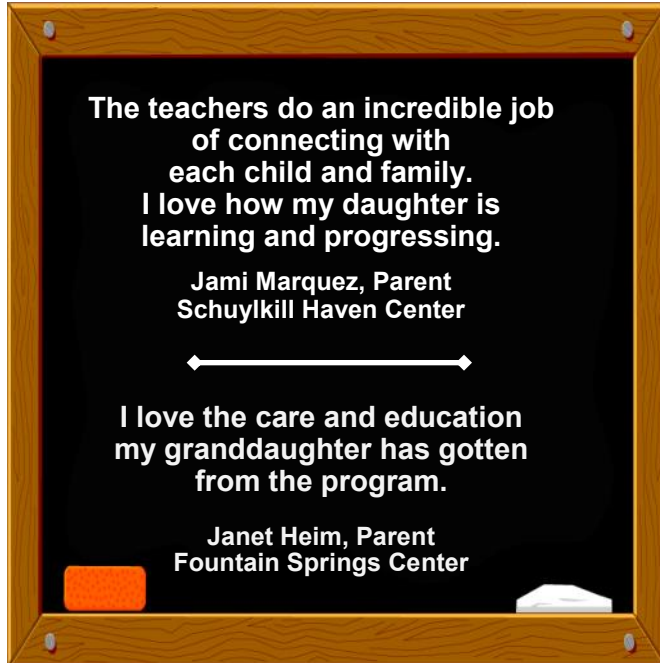 The teachers do an incredible job
of connecting with
each child and family.
I love how my daughter is
learning and progressing.
Jami Marquez, Parent
Schuylkill Haven Center
I love the care and education
my granddaughter has gotten
from the program.
Janet Heim, Parent
Fountain Springs Center